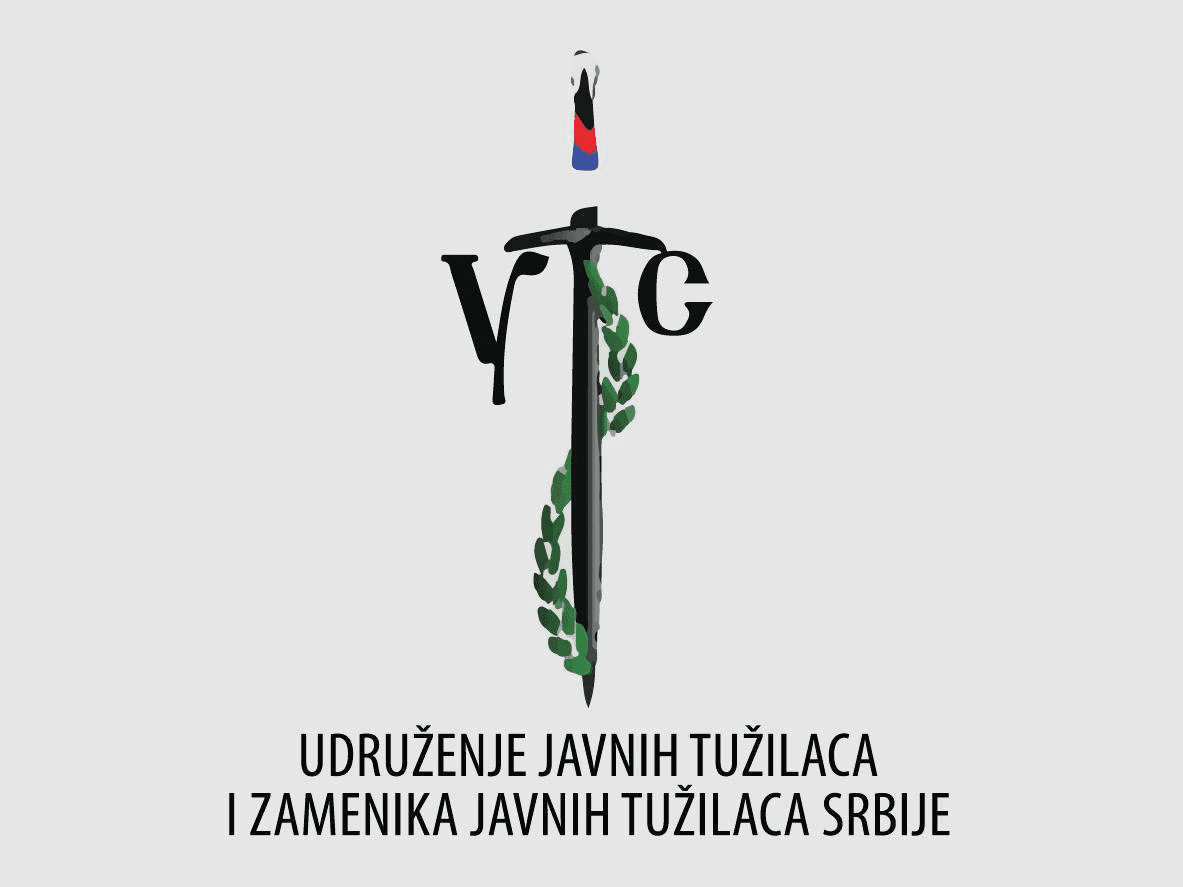 УТС
UDRUŽENJE JAVNIH TUŽILACA
I ZAMENIKA JAVNIH TUŽILACA SRBIJE